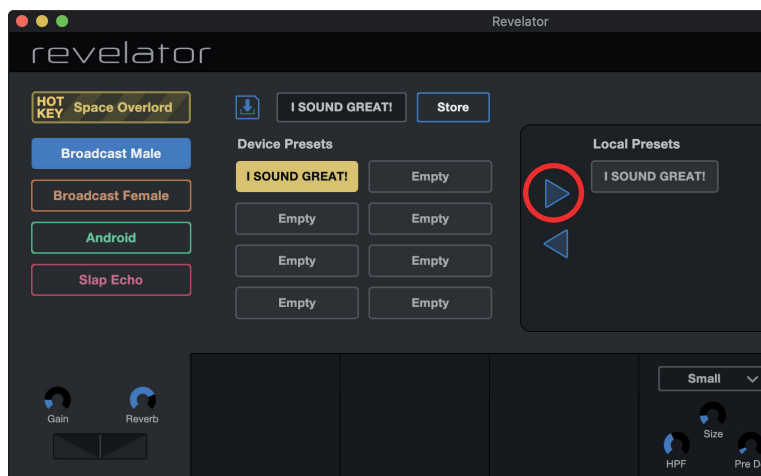 Revelator
revelator
HOT KEY Space Overlord
I SOUND GREAT!
Store
Broadcast Male
Device Presets
Local Presets
I SOUND GREAT!
Empty
I SOUND GREAT!
Broadcast Female
Empty
Empty
Android
Empty
Empty
Slap Echo
Empty
Empty
Small
Gain
Reverb
Size
HPF
Pre D